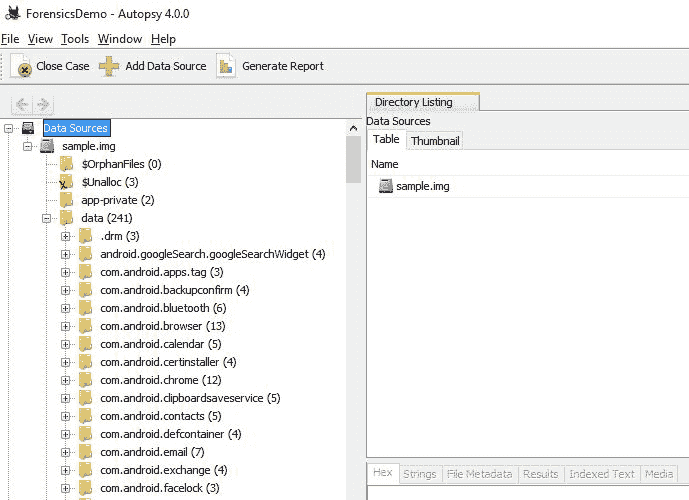 ForensicsDemo - Autopsy 4.0.0
File View Tools Window Help
Close Case Add Data Source Generate Report
Data Sources
sample.img
$OrphanFiles (0)
$Unalloc (3)
app-private (2)
data (241)
.drm (3)
android.googleSearch.googleSearchWidget (4)
com.android.apps.tag (3)
com.android.backupconfirm (4)
com.android.bluetooth (6)
com.android.browser (13)
com.android.calendar (5)
com.android.certinstaller (4)
com.android.chrome (12)
com.android.clipboardsaveservice (5)
com.android.contacts (5)
com.android.defcontainer (4)
com.android.email (7)
com.android.exchange (4)
com.android.facelock (3)
Directory Listing
Data Sources
Table Thumbnail
Name
sample.img
Hex Strings File Metadata Results Indexed Text Media